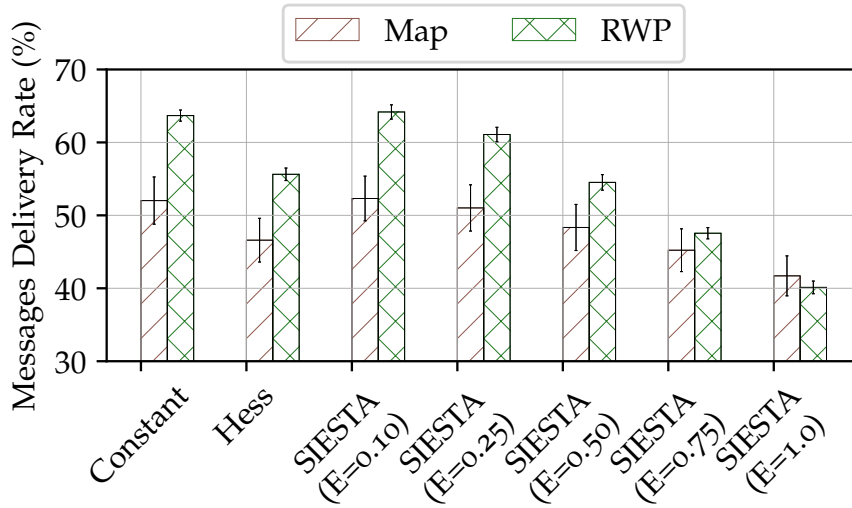 Map RWP
Messages Delivery Rate (%)
70
60
50
40
30
Constant
Hess
SIESTA
(E=0.10)
SIESTA
(E=0.25)
SIESTA
(E=0.50)
SIESTA
(E=0.75)
SIESTA
(E=1.0)